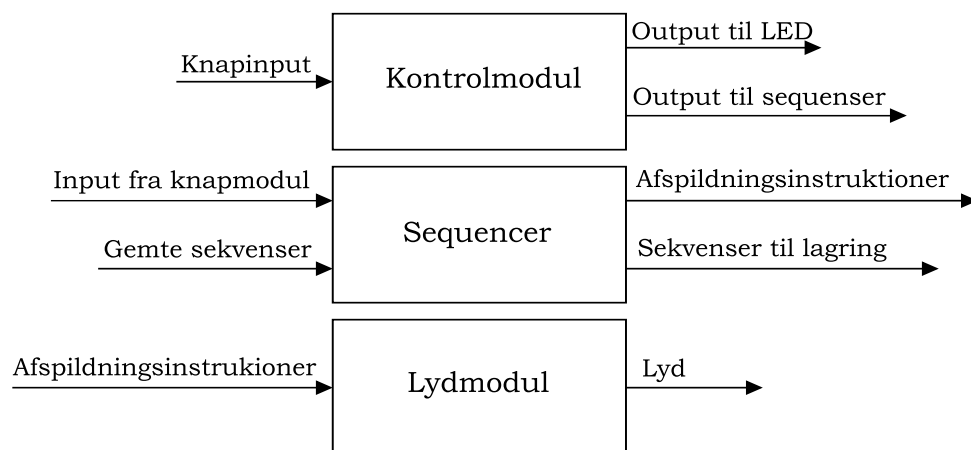 Output til LED
Knapinput
Kontrolmodul
Output til sequenser
Input fra knapmodul
Afspildningsinstruktioner
Sequencer
Gemte sekvenser
Sekvenser til lagring
Afspildningsinstrukioner
Lydmodul
Lyd